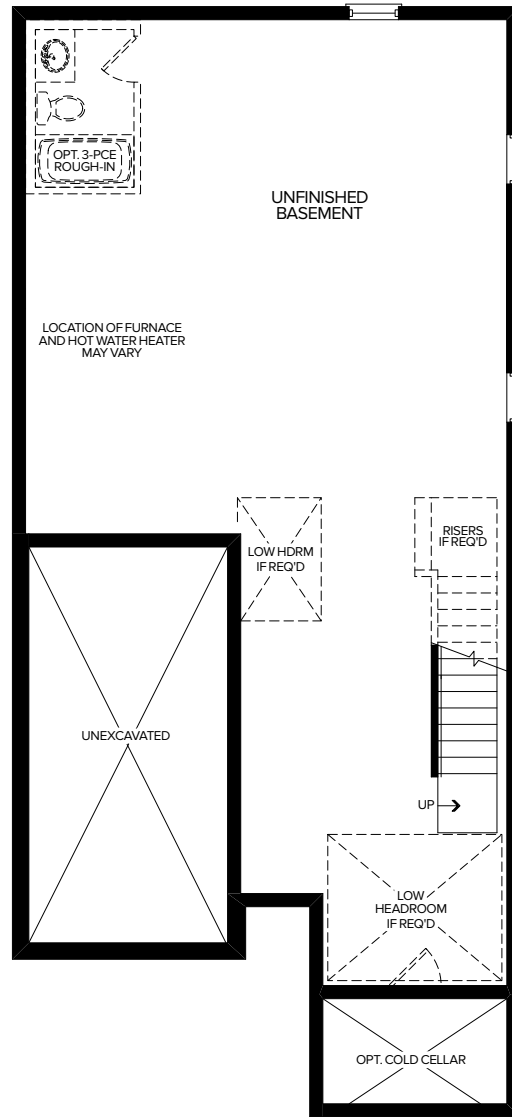 OPT. 3-PCE
ROUGH-IN
UNFINISHED
BASEMENT
LOCATION OF FURNACE
AND HOT WATER HEATER
MAY VARY
LOW HDRM
IF REQ'D
RISERS
IF REQ'D
UNEXCAVATED
UP
LOW
HEADROOM
IF REQ'D
OPT. COLD CELLAR